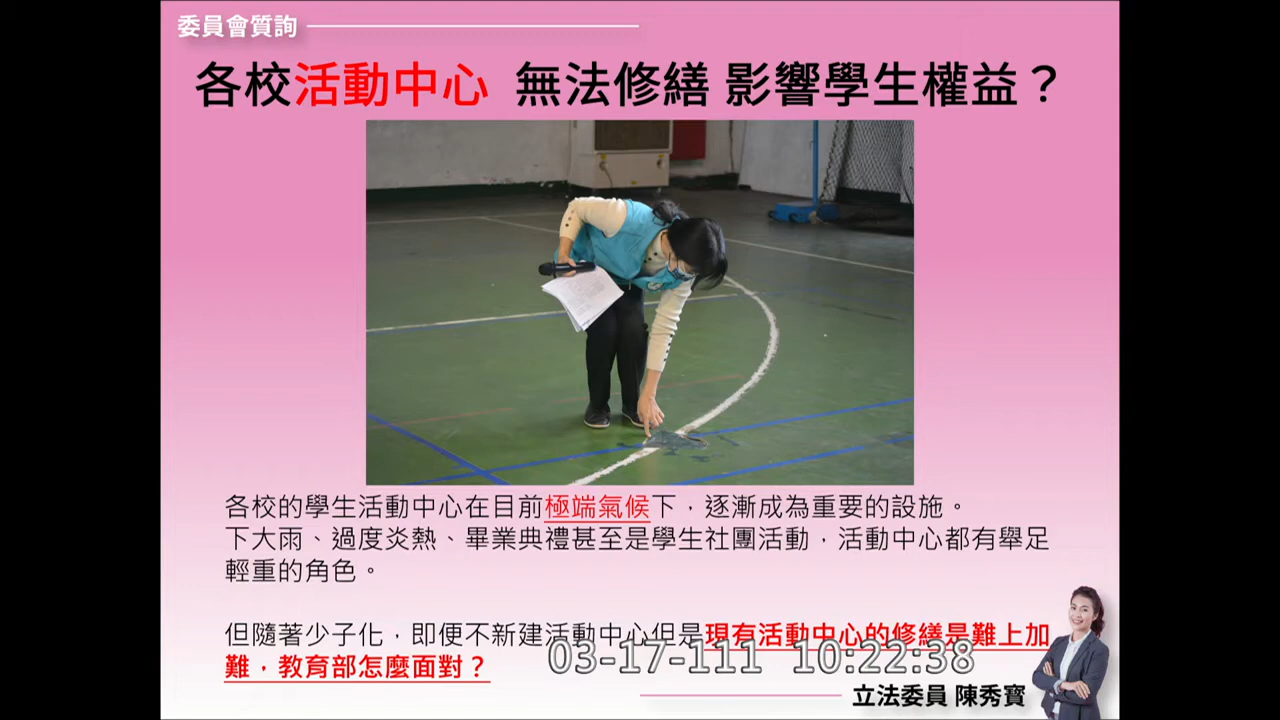 委員會質詢
各校活動中心 無法修繕 影響學生權益？
各校的學生活動中心在目前極端氣候下，逐漸成為重要的設施。
下大雨、過度炎熱、畢業典禮甚至是學生社團活動，活動中心都有舉足
輕重的角色。
但隨著少子化，即便不新建活動中心但是現有活動中心的修繕是難上加
難，教育部怎麼面對？
03-17-111 10:22:38
立法委員 陳秀寳